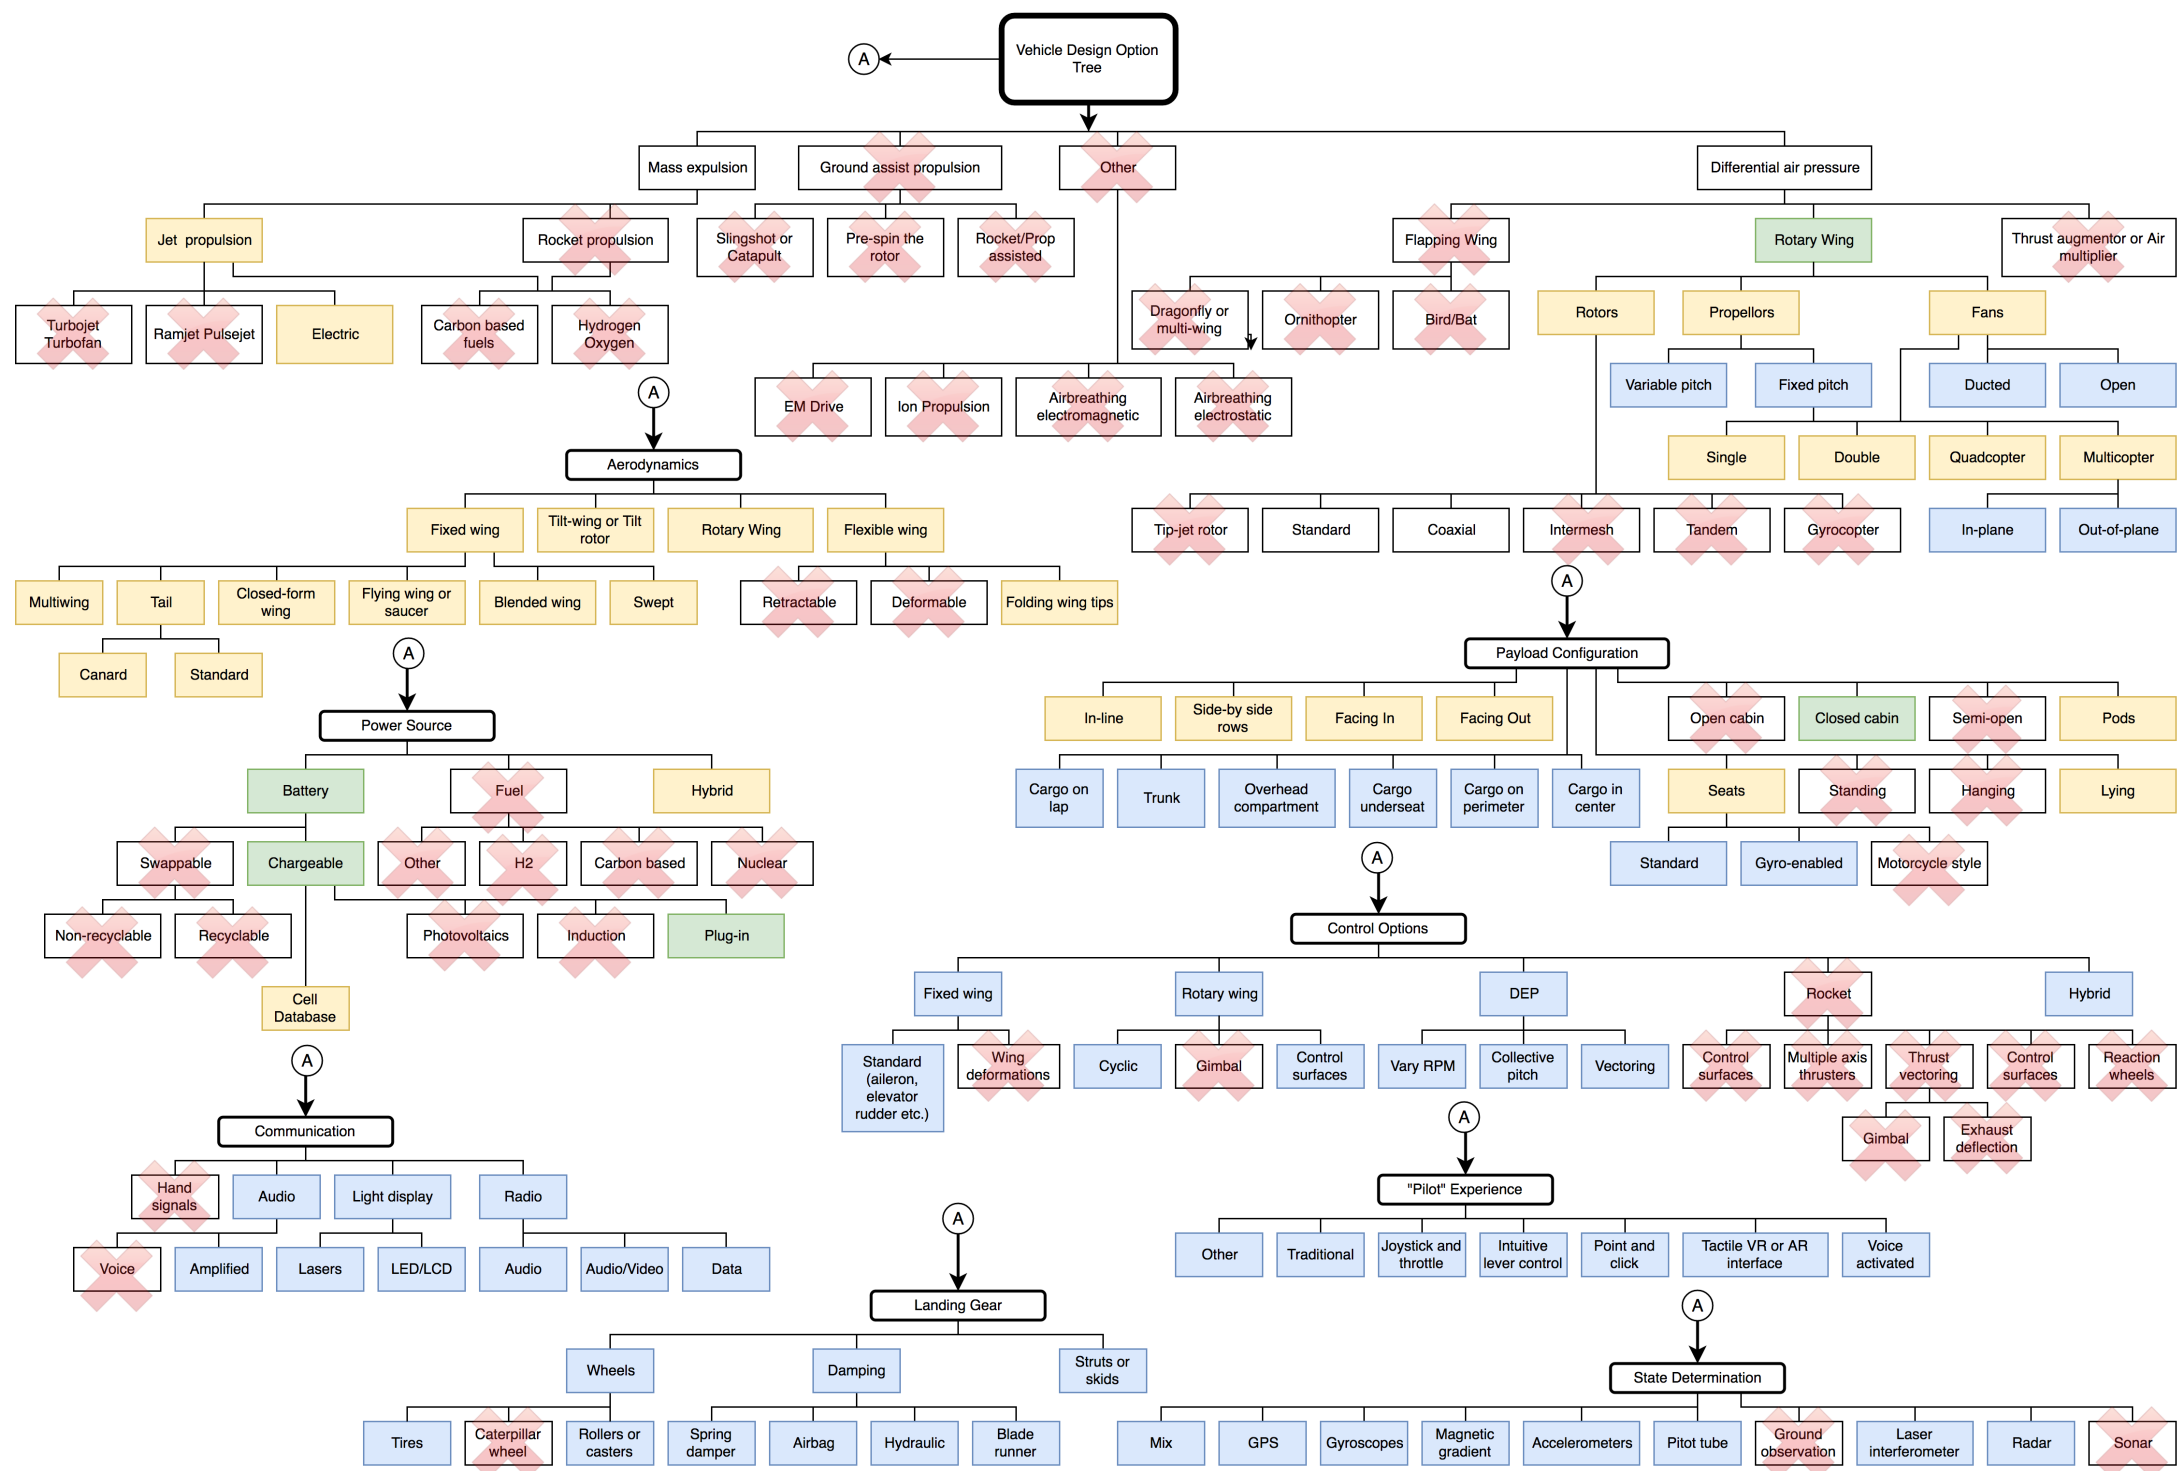 Vehicle Design Option
Tree
A
Mass expulsion
Ground assist propulsion
Other
Differential air pressure
Jet propulsion
Rocket propulsion
Slingshot or
Catapult
Pre-spin the
rotor
Rocket/Prop
assisted
Flapping Wing
Rotary Wing
Thrust augmentor or Air
multiplier
Turbojet
Turbofan
Ramjet Pulsejet
Electric
Carbon based
fuels
Hydrogen
Oxygen
Dragonfly or
multi-wing
Ornithopter
Bird/Bat
Rotors
Propellors
Fans
Variable pitch
Fixed pitch
Ducted
Open
EM Drive
Ion Propulsion
Airbreathing
electromagnetic
Airbreathing
electrostatic
Single
Double
Quadcopter
Multicopter
Tip-jet rotor
Standard
Coaxial
Intermesh
Tandem
Gyrocopter
In-plane
Out-of-plane
A
Aerodynamics
Fixed wing
Tilt-wing or Tilt
rotor
Rotary Wing
Flexible wing
Multiwing
Tail
Closed-form
wing
Flying wing or
saucer
Blended wing
Swept
Retractable
Deformable
Folding wing tips
Canard
Standard
A
Payload Configuration
In-line
Side-by side
rows
Facing In
Facing Out
Open cabin
Closed cabin
Semi-open
Pods
Cargo on
lap
Trunk
Overhead
compartment
Cargo
underseat
Cargo on
perimeter
Cargo in
center
Seats
Standing
Hanging
Lying
Standard
Gyro-enabled
Motorcycle style
A
Power Source
Battery
Fuel
Hybrid
Swappable
Chargeable
Other
H2
Carbon based
Nuclear
Non-recyclable
Recyclable
Photovoltaics
Induction
Plug-in
Cell
Database
A
Control Options
Fixed wing
Rotary wing
DEP
Rocket
Hybrid
Standard
(aileron,
elevator
rudder etc.)
Wing
deformations
Cyclic
Gimbal
Control
surfaces
Vary RPM
Collective
pitch
Vectoring
Control
surfaces
Multiple axis
thrusters
Thrust
vectoring
Control
surfaces
Reaction
wheels
Gimbal
Exhaust
deflection
A
Communication
Hand
signals
Audio
Light display
Radio
Voice
Amplified
Lasers
LED/LCD
Audio
Audio/Video
Data
A
"Pilot" Experience
Other
Traditional
Joystick and
throttle
Intuitive
lever control
Point and
click
Tactile VR or AR
interface
Voice
activated
A
Landing Gear
Wheels
Damping
Struts or
skids
Tires
Caterpillar
wheel
Rollers or
casters
Spring
damper
Airbag
Hydraulic
Blade
runner
A
State Determination
Mix
GPS
Gyroscopes
Magnetic
gradient
Accelerometers
Pitot tube
Ground
observation
Laser
interferometer
Radar
Sonar